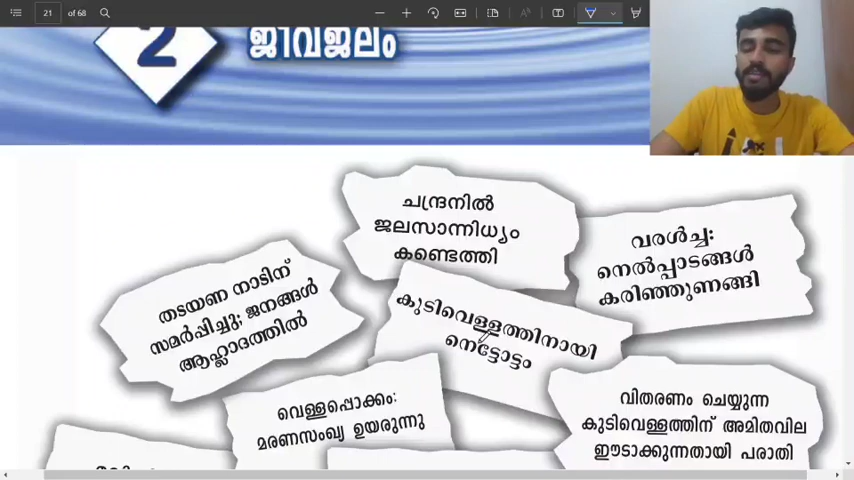 21 of 68
2
ജീവജലം
ചന്ദ്രനിൽ
ജലസാന്നിധ്യം
കണ്ടെത്തി
വരൾച്ച:
നെൽപ്പാടങ്ങൾ
കരിഞ്ഞുണങ്ങി
തടയണ നാടിന്
സമർപ്പിച്ചു; ജനങ്ങൾ
ആഹ്ലാദത്തിൽ
കുടിവെള്ളത്തിനായി
നെട്ടോട്ടം
വെള്ളപ്പൊക്കം:
മരണസംഖ്യ ഉയരുന്നു
വിതരണം ചെയ്യുന്ന
കുടിവെള്ളത്തിന് അമിതവില
ഈടാക്കുന്നതായി പരാതി